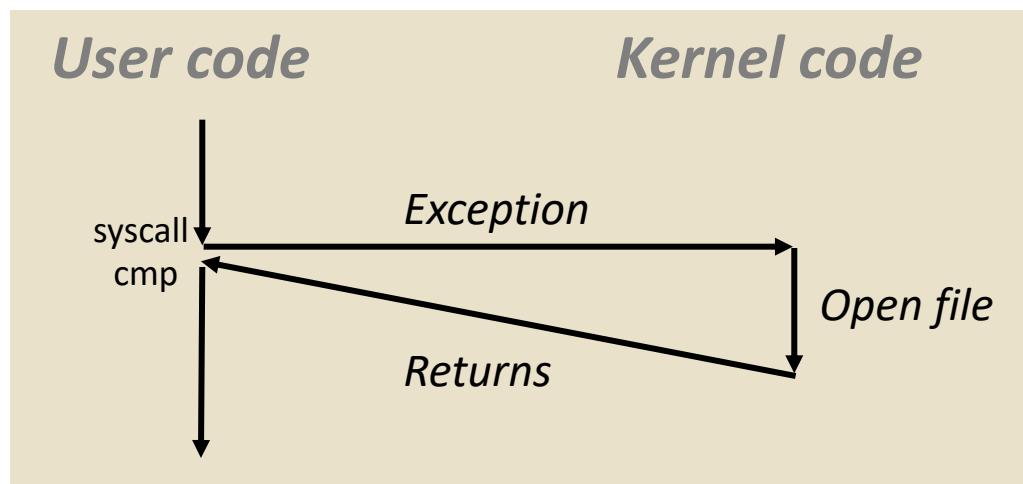 User code
Kernel code
Exception
syscall
cmp
Open file
Returns